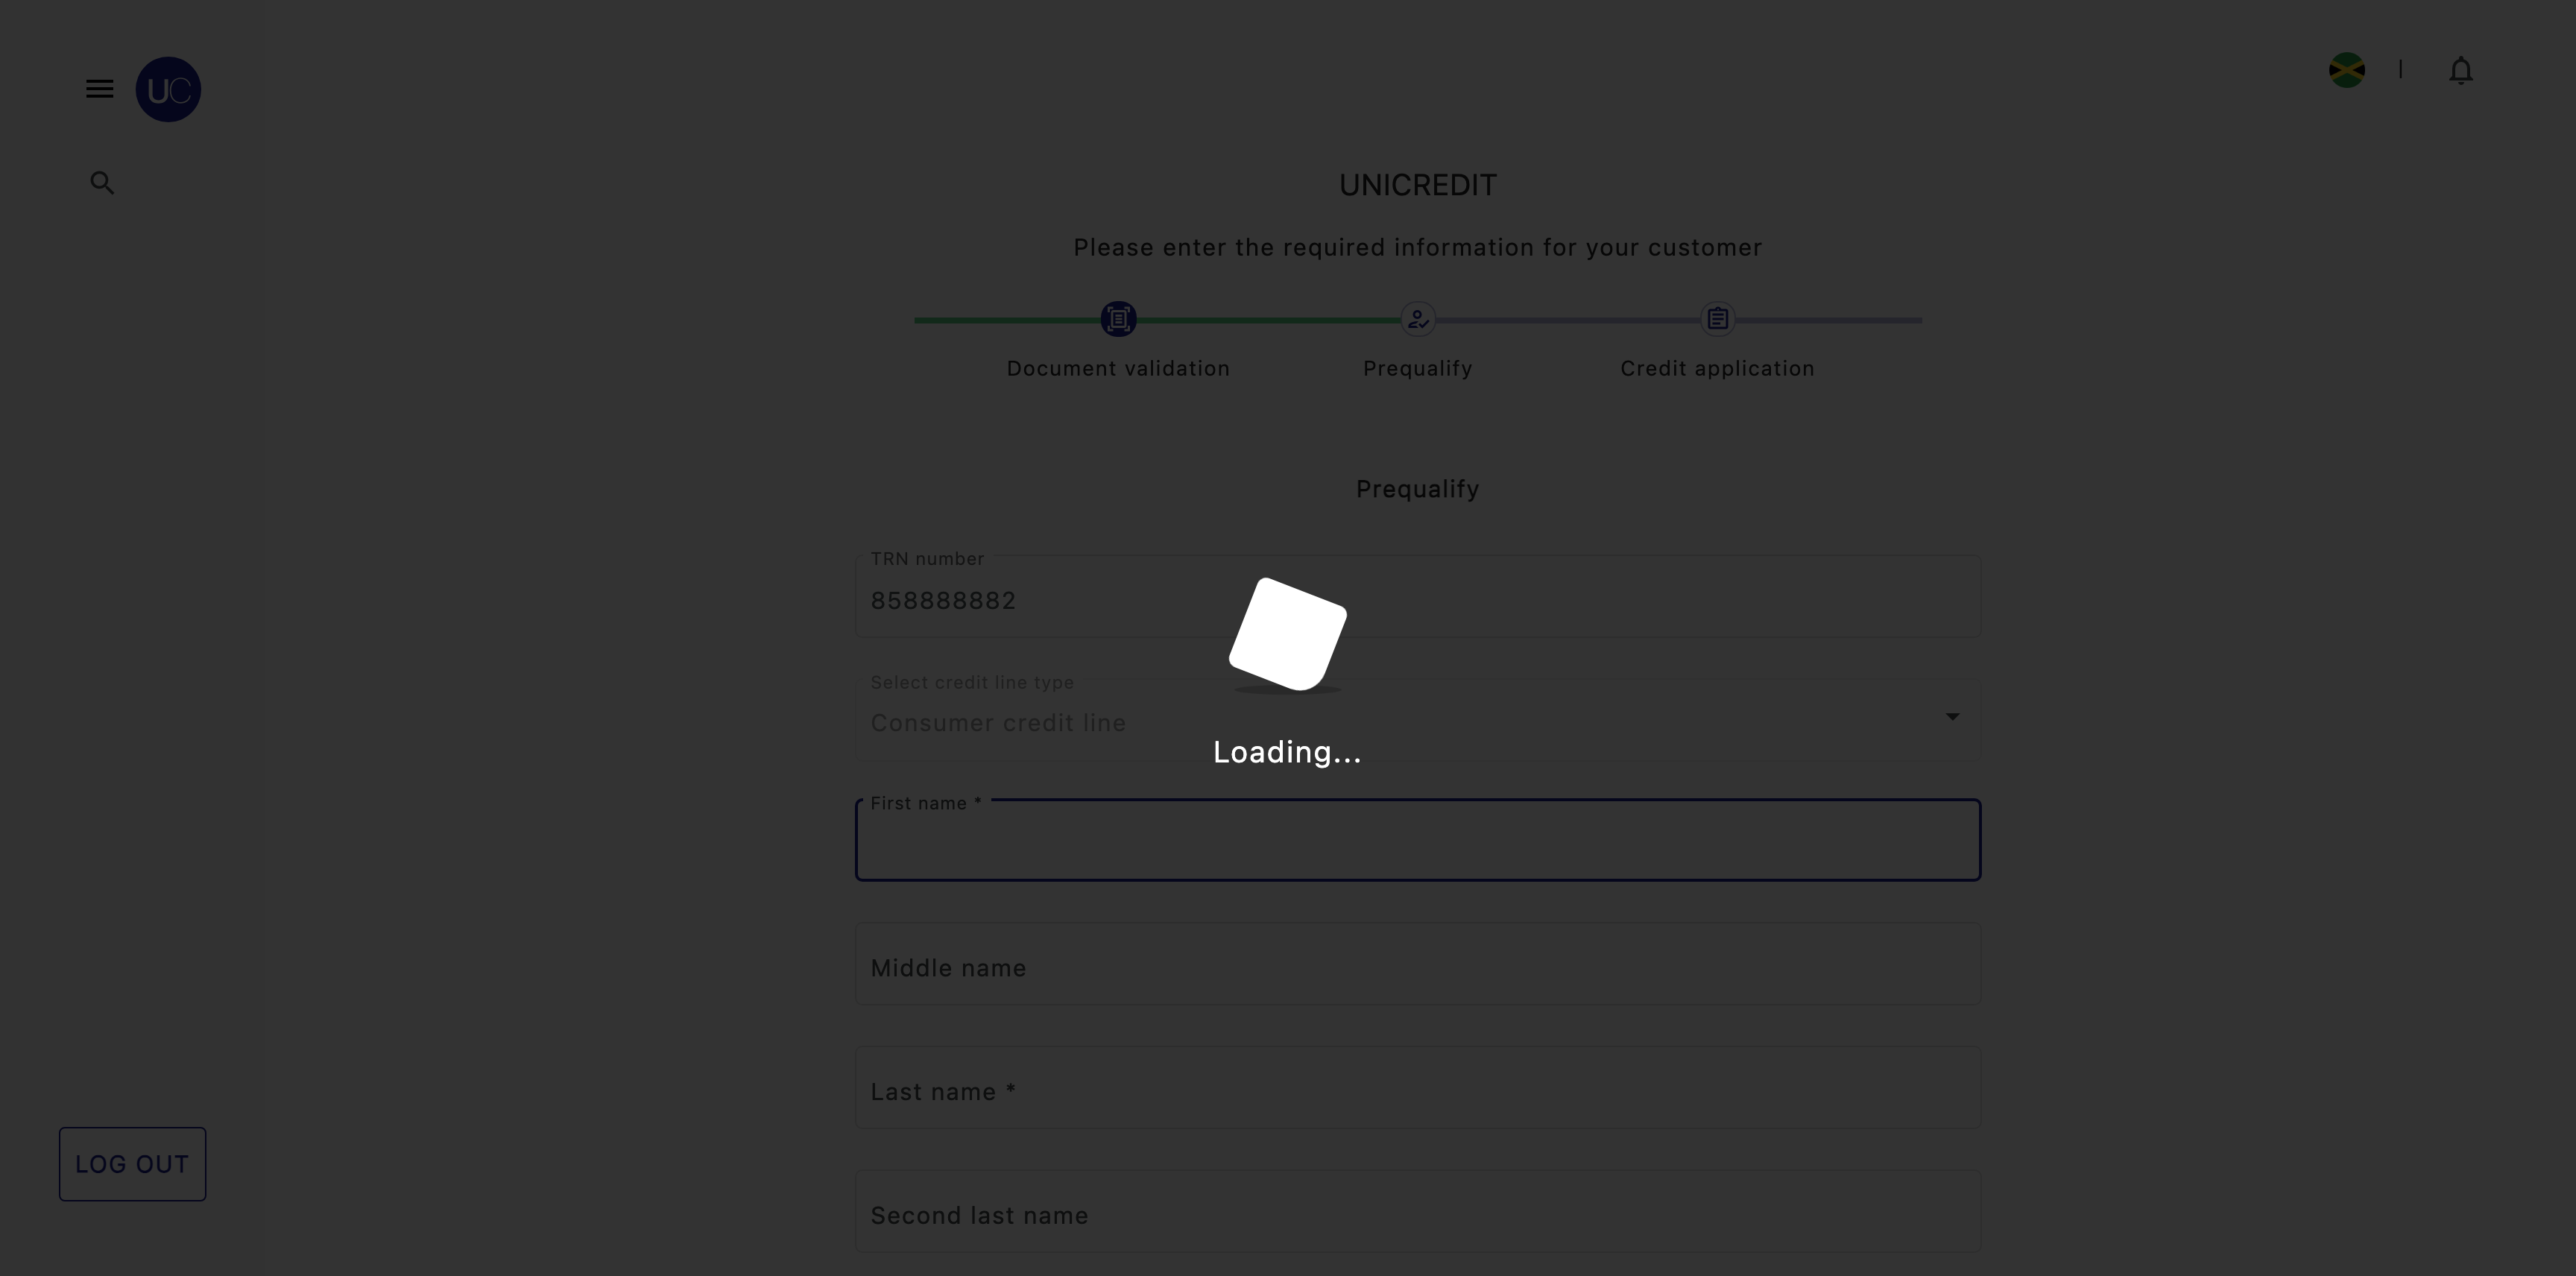 UC
UNICREDIT
Please enter the required information for your customer
Document validation
Prequalify
Credit application
Prequalify
TRN number
858888882
Select credit line type
Consumer credit line
Loading...
First name *
Middle name
Last name *
Second last name
LOG OUT